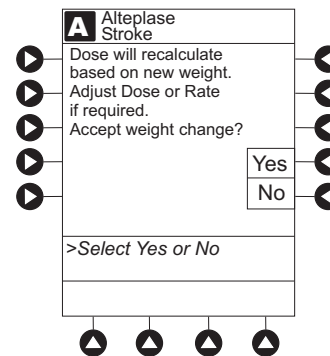 A Alteplase
Stroke
Dose will recalculate
based on new weight.
Adjust Dose or Rate
if required.
Accept weight change?
Yes
No
>Select Yes or No